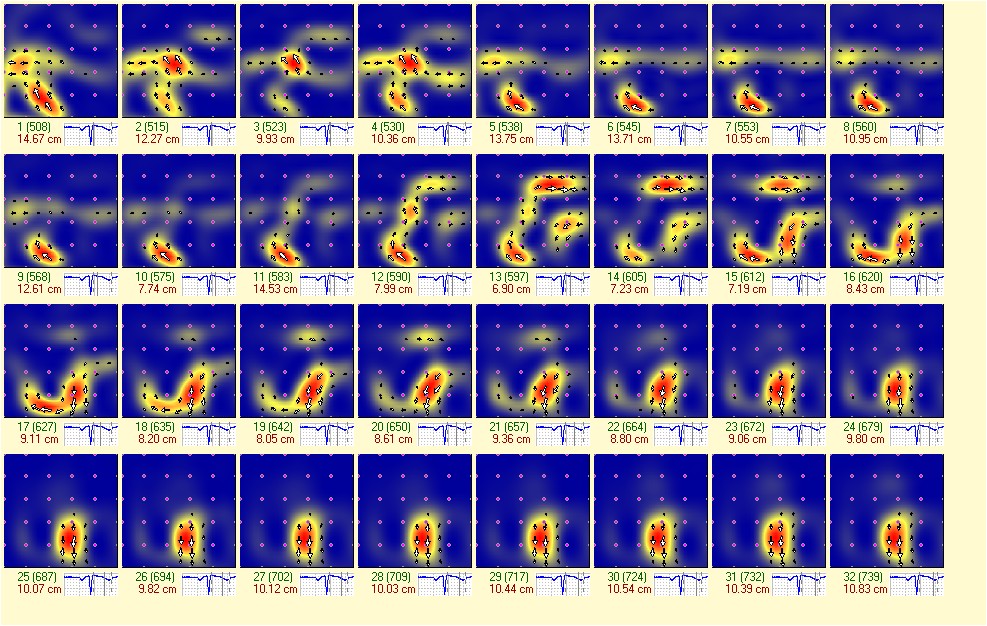 1 (508) 2 (515) 3 (523) 4 (530) 5 (538) 6 (545) 7 (553) 8 (560)
14.67 cm 12.27 cm 9.93 cm 10.36 cm 13.75 cm 13.71 cm 10.55 cm 10.95 cm
9 (568) 10 (575) 11 (583) 12 (590) 13 (597) 14 (605) 15 (612) 16 (620)
12.61 cm 7.74 cm 14.53 cm 7.99 cm 6.90 cm 7.23 cm 7.19 cm 8.43 cm
17 (627) 18 (635) 19 (642) 20 (650) 21 (657) 22 (664) 23 (672) 24 (679)
9.11 cm 8.20 cm 8.05 cm 8.61 cm 9.36 cm 8.80 cm 9.06 cm 9.80 cm
25 (687) 26 (694) 27 (702) 28 (709) 29 (717) 30 (724) 31 (732) 32 (739)
10.07 cm 9.82 cm 10.12 cm 10.03 cm 10.44 cm 10.54 cm 10.39 cm 10.83 cm